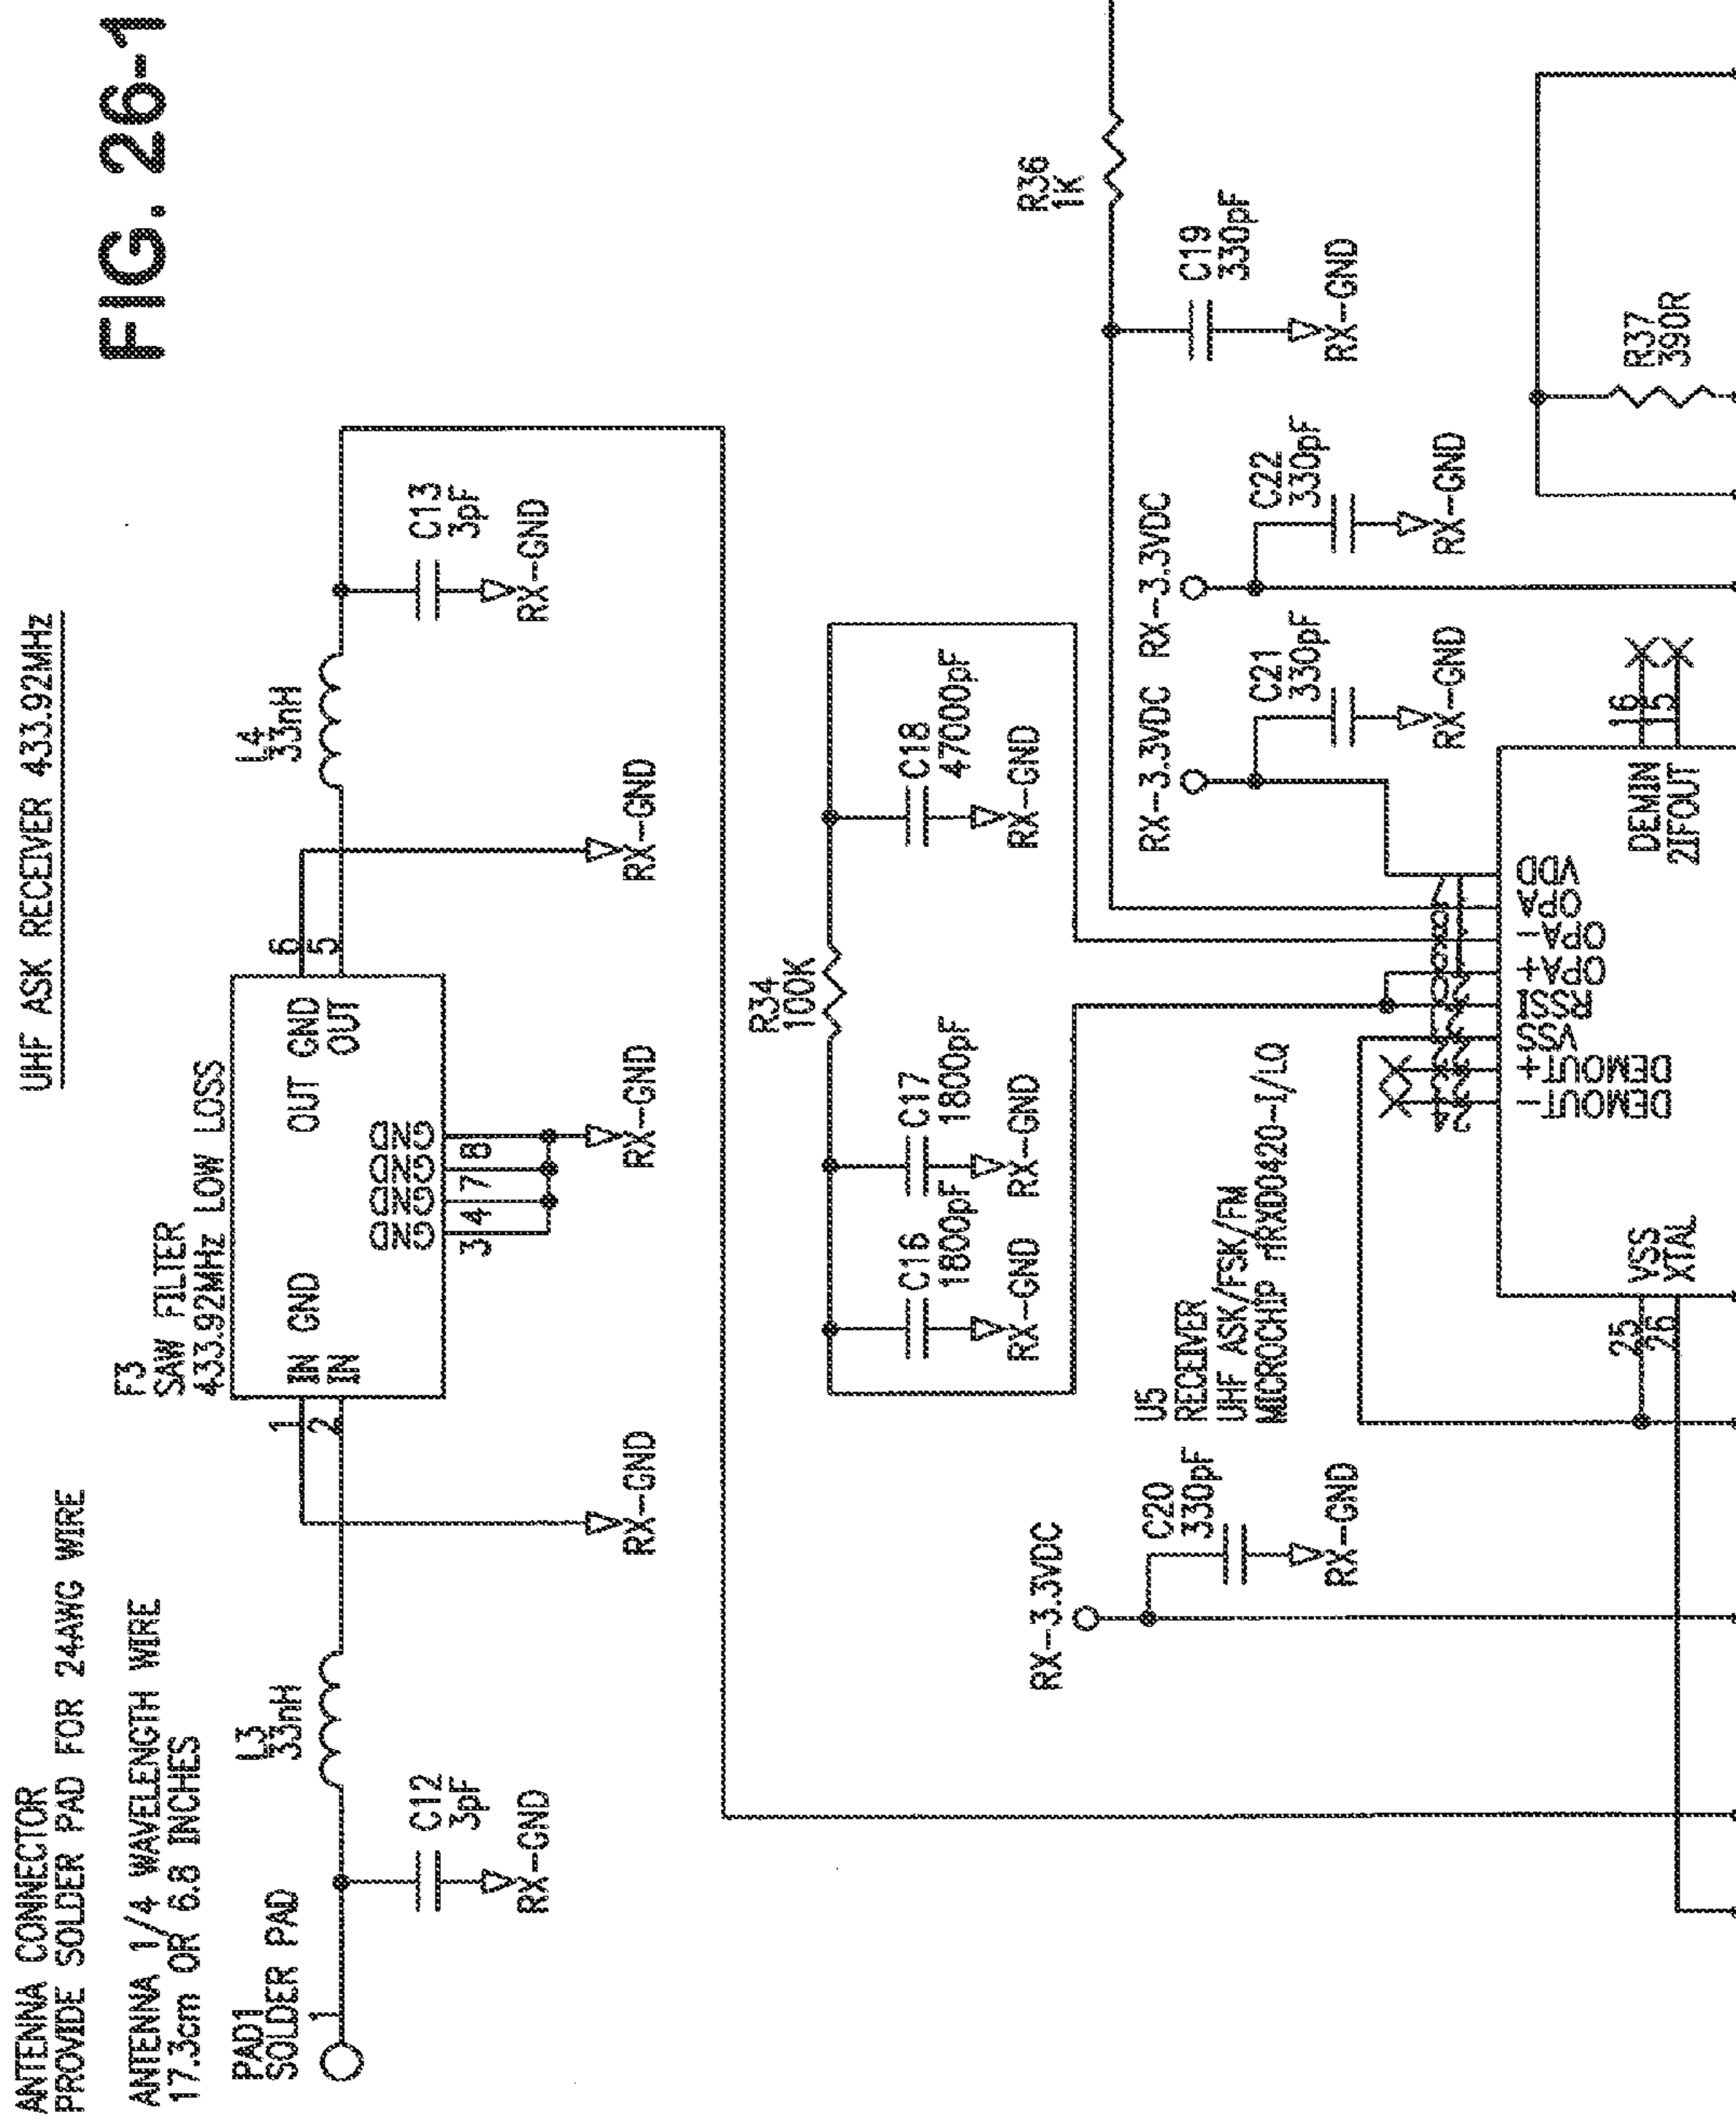 FIG. 26-1
UHF ASK RECEIVER 433.92MHz
ANTENNA CONNECTOR
PROVIDE SOLDER PAD FOR 24AWG WIRE
ANTENNA 1/4 WAVELENGTH WIRE
17.3cm OR 6.8 INCHES
PAD1
SOLDER PAD
1
C12
3pF
RX-GND
L3
33nH
RX-GND
F3
SAW FILTER
433.92MHz LOW LOSS
1
2
IN GND
IN
OUT GND
OUT
6
5
GND
GND
GND
GND
3
4
7
8
RX-GND
RX-GND
L4
33nH
C13
3pF
RX-GND
R34
100K
C16
1800pF
RX-GND
C17
1800pF
RX-GND
C18
47000pF
RX-GND
R36
1K
C19
330pF
RX-GND
RX-3.3VDC
C20
330pF
RX-GND
U5
RECEIVER
UHF ASK/FSK/FM
MICROCHIP rfRXD0420-I/LQ
RX-3.3VDC
C21
330pF
RX-GND
RX-3.3VDC
C22
330pF
RX-GND
R37
390R
DEMOUT-
DEMOUT+
VSS
RSSI
OPA+
OPA-
OPA
VDD
24
25
26
VSS
XTAL
DEMIN
2IFOUT
16
15